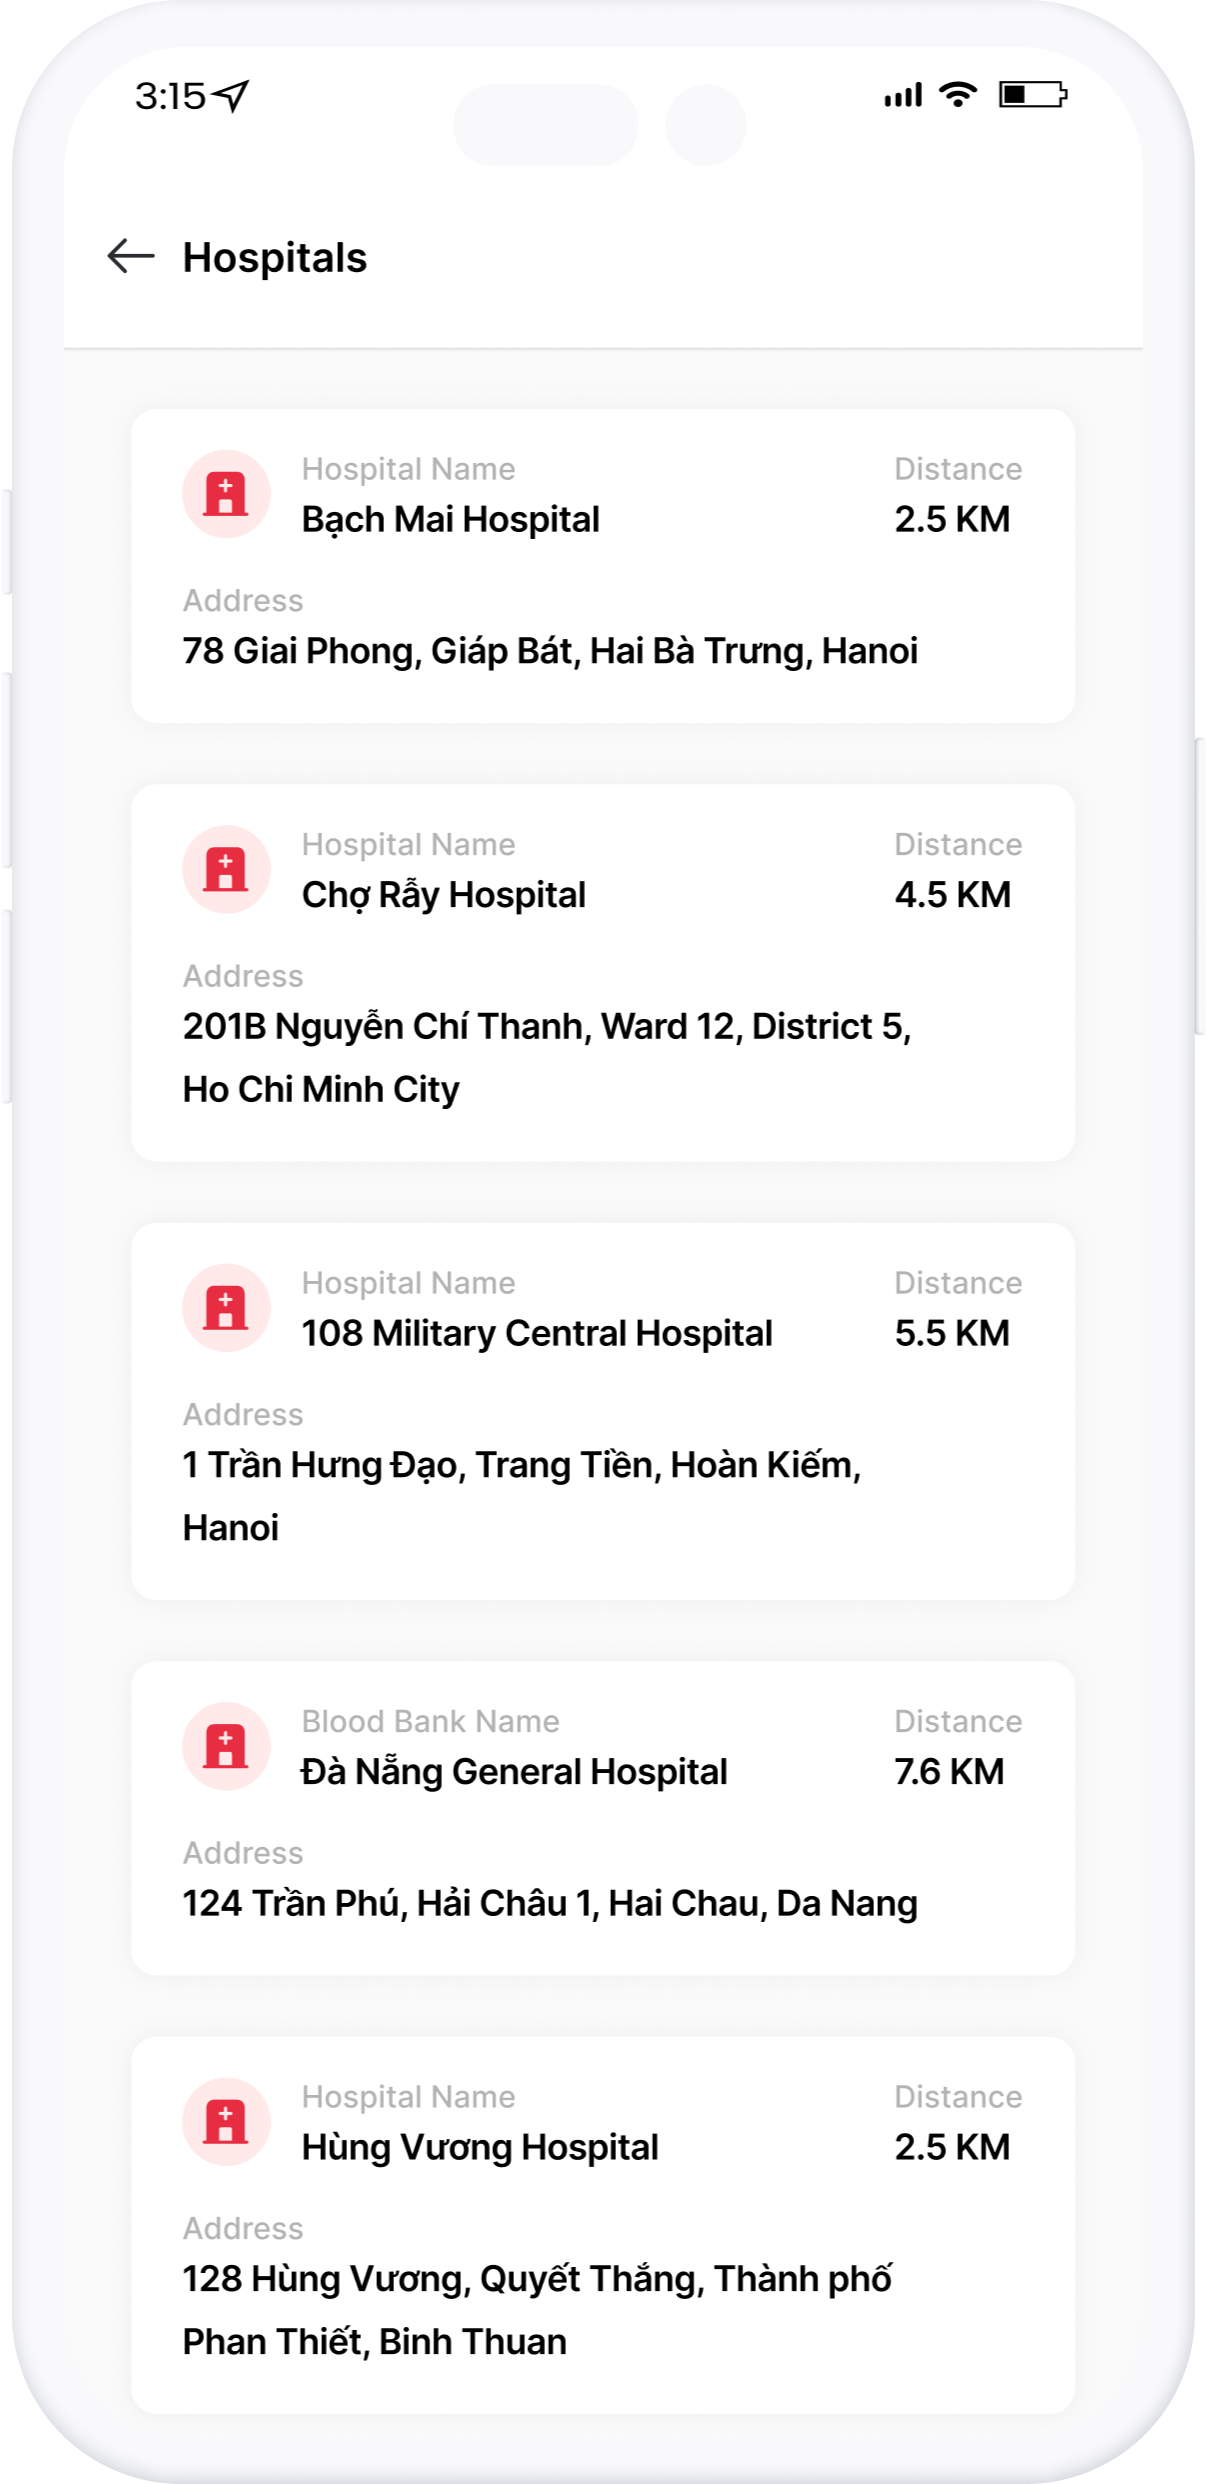 3:15
Hospitals
Hospital Name Distance
Bạch Mai Hospital 2.5 KM
Address
78 Giai Phong, Giáp Bát, Hai Bà Trưng, Hanoi
Hospital Name Distance
Chợ Rẫy Hospital 4.5 KM
Address
201B Nguyễn Chí Thanh, Ward 12, District 5,
Ho Chi Minh City
Hospital Name Distance
108 Military Central Hospital 5.5 KM
Address
1 Trần Hưng Đạo, Trang Tiền, Hoàn Kiếm,
Hanoi
Blood Bank Name Distance
Đà Nẵng General Hospital 7.6 KM
Address
124 Trần Phú, Hải Châu 1, Hai Chau, Da Nang
Hospital Name Distance
Hùng Vương Hospital 2.5 KM
Address
128 Hùng Vương, Quyết Thắng, Thành phố
Phan Thiết, Binh Thuan